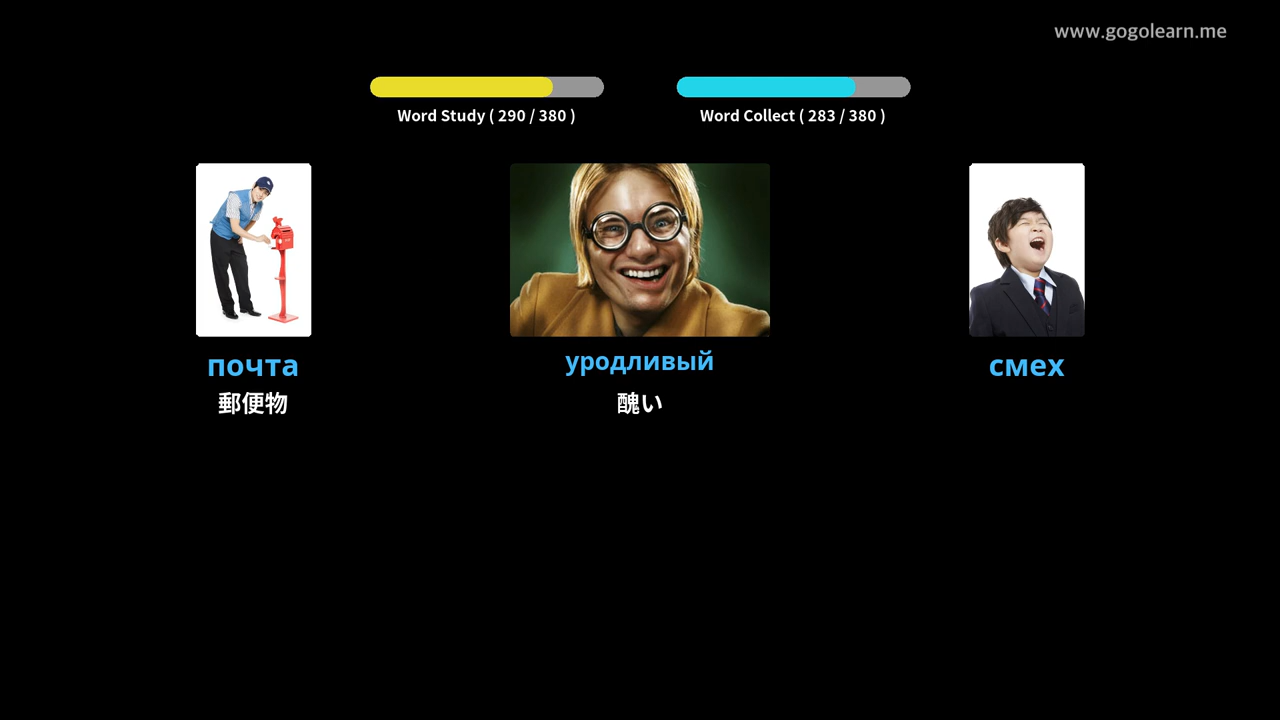 www.gogolearn.me
Word Study ( 290 / 380 )
Word Collect ( 283 / 380 )
почта
уродливый
смех
郵便物
醜い